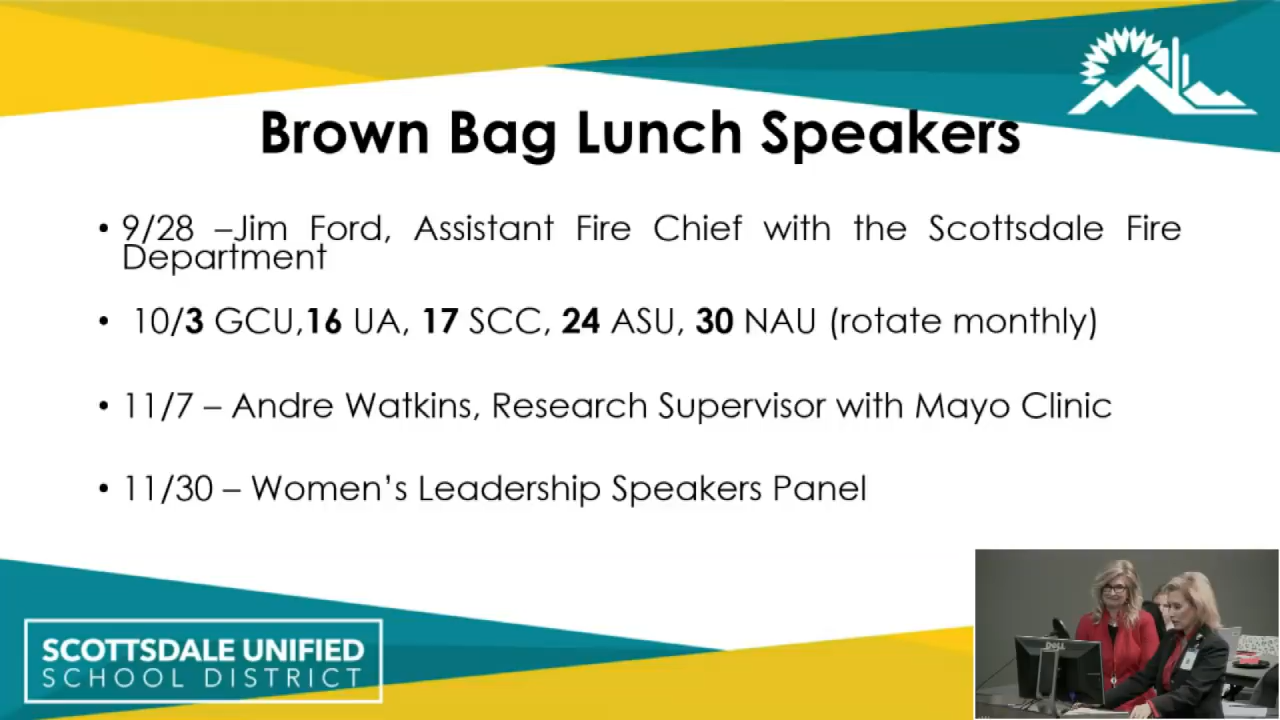 Brown Bag Lunch Speakers
• 9/28 –Jim Ford, Assistant Fire Chief with the Scottsdale Fire
Department
• 10/3 GCU,16 UA, 17 SCC, 24 ASU, 30 NAU (rotate monthly)
• 11/7 – Andre Watkins, Research Supervisor with Mayo Clinic
• 11/30 – Women's Leadership Speakers Panel
SCOTTSDALE UNIFIED
SCHOOL DISTRICT
DELL